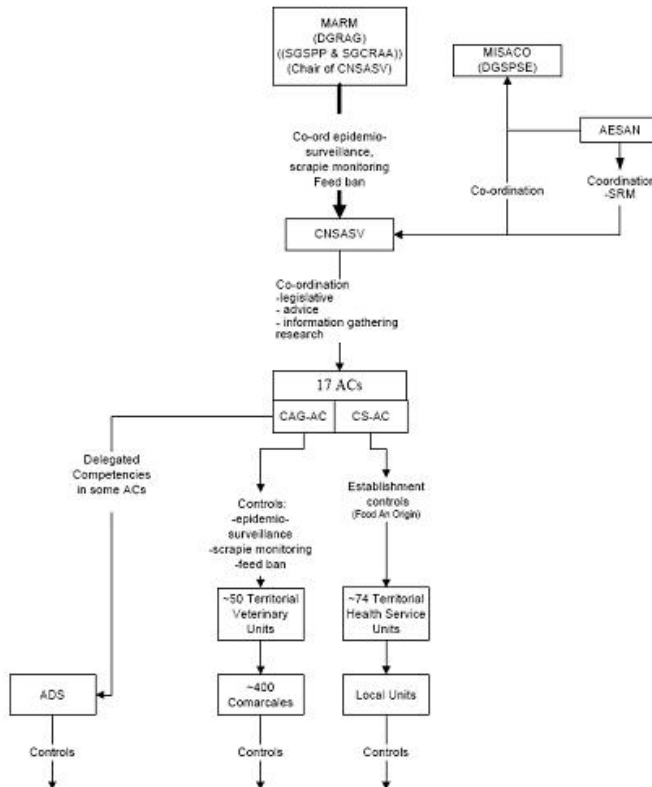 MARM
(DGRAG)
((SGSPP & SGCRAA))
(Chair of CNSASV)
MISACO
(DGSPSE)
AESAN
Co-ord epidemio-
surveillance,
scrapie monitoring
Feed ban
Co-ordination
Coordination
-SRM
CNSASV
Co-ordination
-legislative
- advice
- information gathering
research
17 ACs
CAG-AC
CS-AC
Delegated
Competencies
in some ACs
Controls:
-epidemio-
surveillance
-scrapie monitoring
-feed ban
Establishment
controls
(Food An Origin)
~50 Territorial
Veterinary
Units
~74 Territorial
Health Service
Units
ADS
~400
Comarcales
Local Units
Controls
Controls
Controls